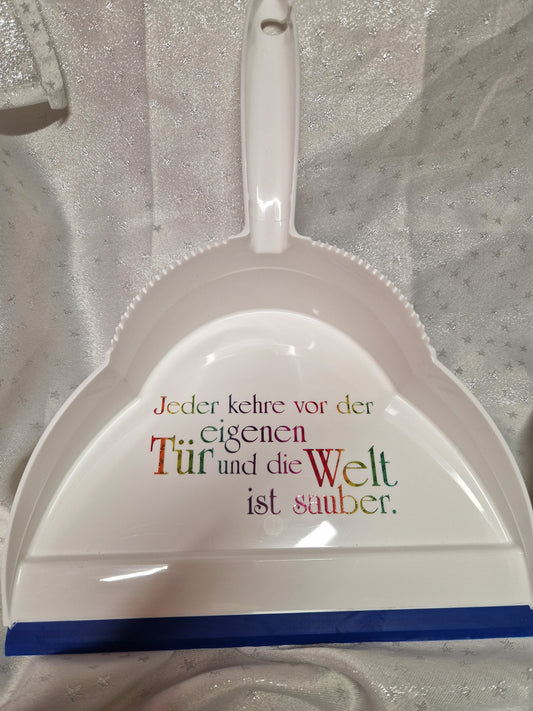 Jeder kehre vor der
eigenen
Tür und die Welt
ist sauber.